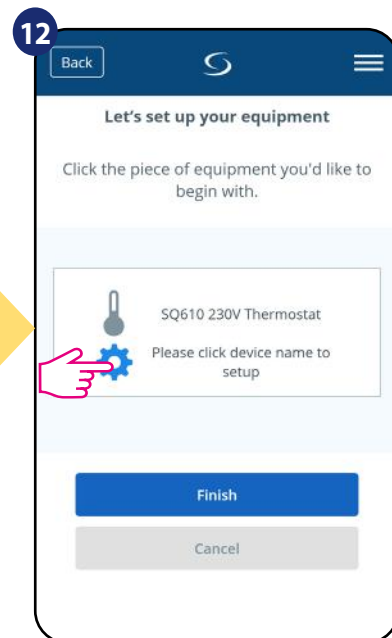 12
Back
Let's set up your equipment
Click the piece of equipment you'd like to
begin with.
SQ610 230V Thermostat
Please click device name to
setup
Finish
Cancel